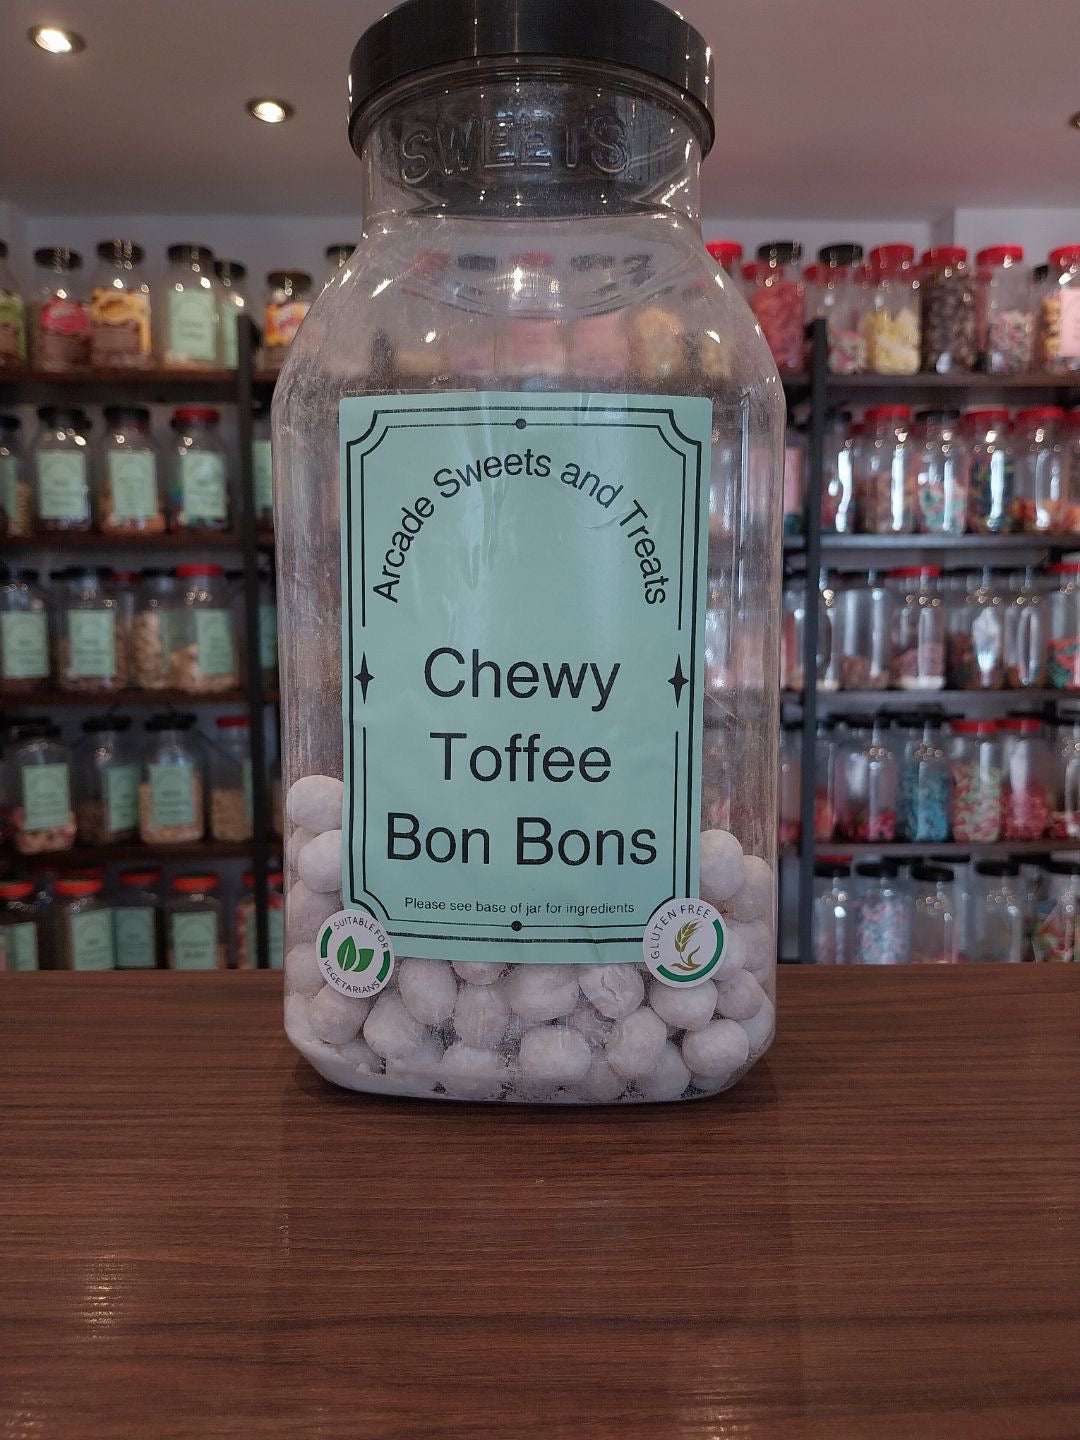 SWEETS
Arcade Sweets and Treats
Chewy
Toffee
Bon Bons
Please see base of jar for ingredients
SUITABLE FOR
VEGETARIANS
GLUTEN FREE